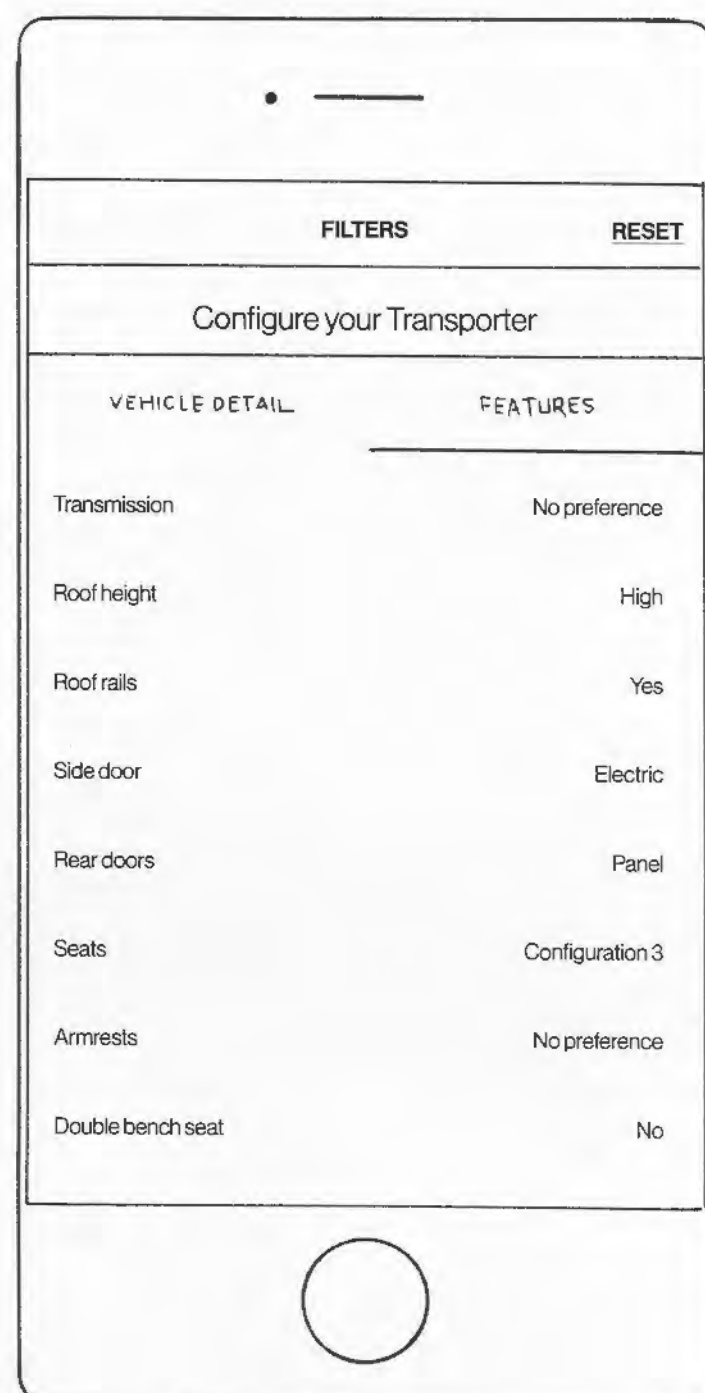 FILTERS RESET
Configure your Transporter
VEHICLE DETAIL FEATURES
Transmission No preference
Roof height High
Roof rails Yes
Side door Electric
Rear doors Panel
Seats Configuration 3
Armrests No preference
Double bench seat No